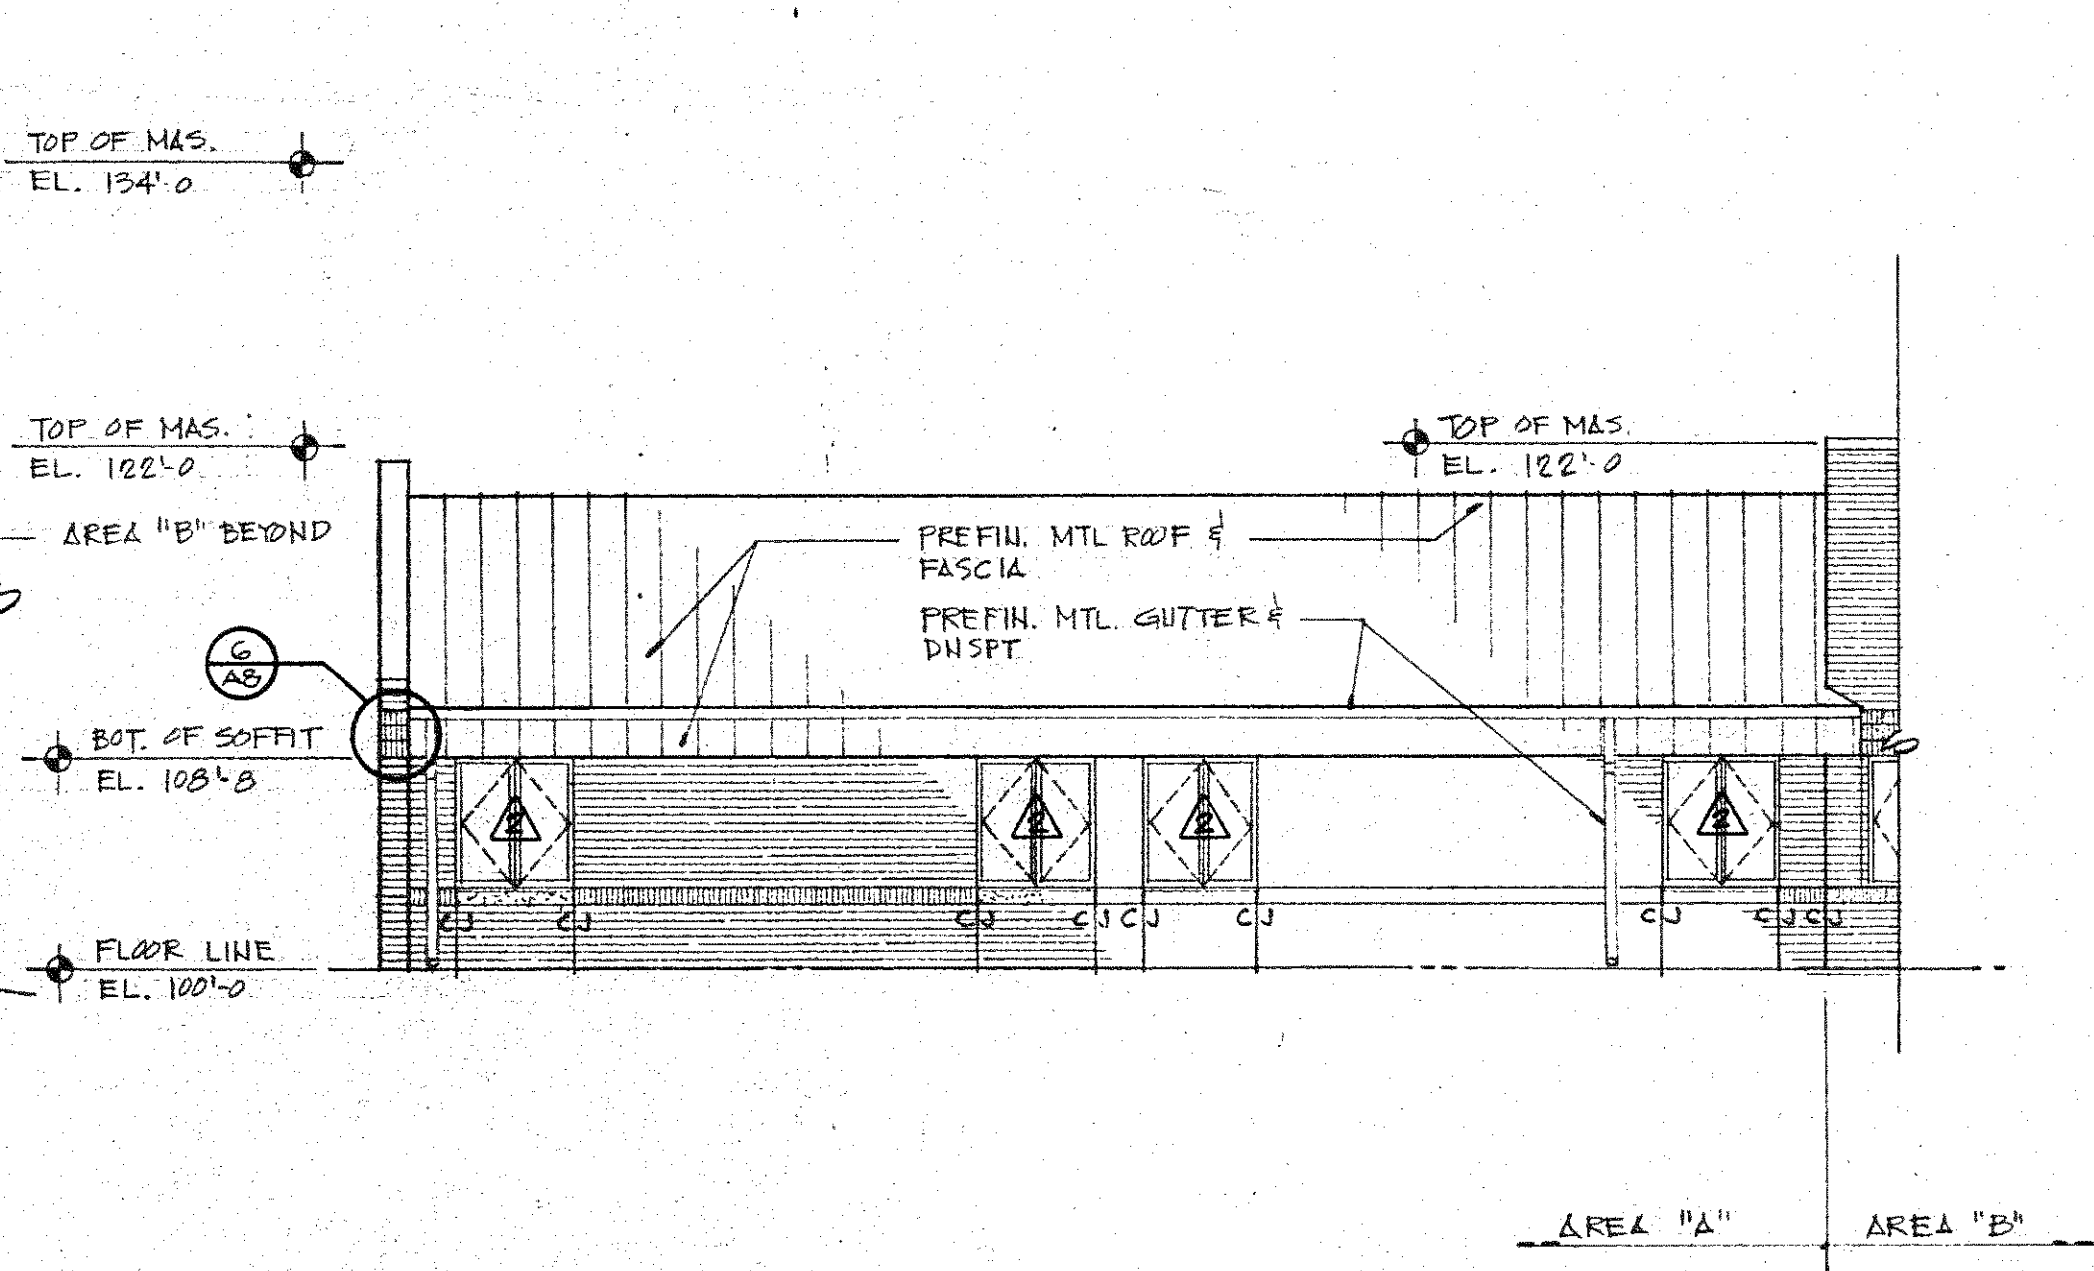 TOP OF MAS.
EL. 134'-0
TOP OF MAS.
EL. 122'-0
TOP OF MAS.
EL. 122'-0
AREA "B" BEYOND
PREFIN. MTL ROOF &
FASCIA
PREFIN. MTL. GUTTER &
DNSPT
6
A8
BOT. OF SOFFIT
EL. 108'-8
2 2 2 2
CJ CJ CJ CJ CJ CJ CJ CJ CJ
FLOOR LINE
EL. 100'-0
AREA "A" AREA "B"